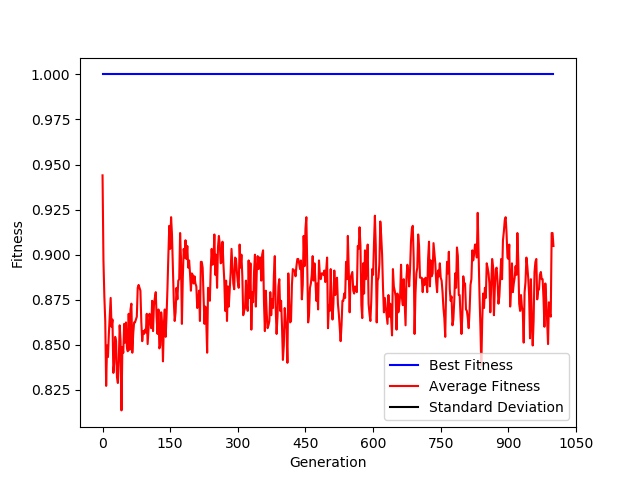 1.000
0.975
0.950
0.925
0.900
0.875
0.850
0.825
Fitness
Best Fitness
Average Fitness
Standard Deviation
0 150 300 450 600 750 900 1050
Generation